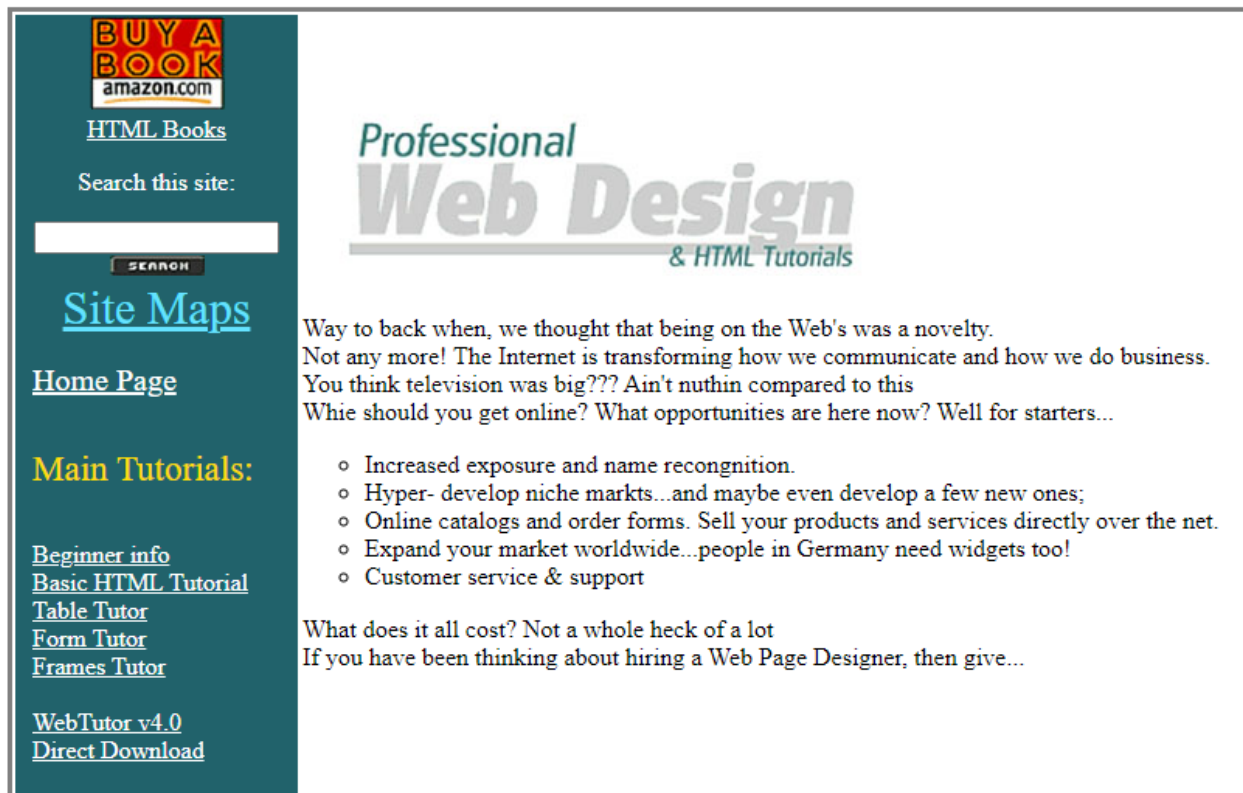 BUY A
BOOK
amazon.com
HTML Books
Search this site:
SEARCH
Site Maps
Home Page
Main Tutorials:
Beginner info
Basic HTML Tutorial
Table Tutor
Form Tutor
Frames Tutor
WebTutor v4.0
Direct Download
Professional
Web Design
& HTML Tutorials
Way to back when, we thought that being on the Web's was a novelty.
Not any more! The Internet is transforming how we communicate and how we do business.
You think television was big??? Ain't nuthin compared to this
Whie should you get online? What opportunities are here now? Well for starters...
Increased exposure and name recongnition.
Hyper- develop niche markts...and maybe even develop a few new ones;
Online catalogs and order forms. Sell your products and services directly over the net.
Expand your market worldwide...people in Germany need widgets too!
Customer service & support
What does it all cost? Not a whole heck of a lot
If you have been thinking about hiring a Web Page Designer, then give...